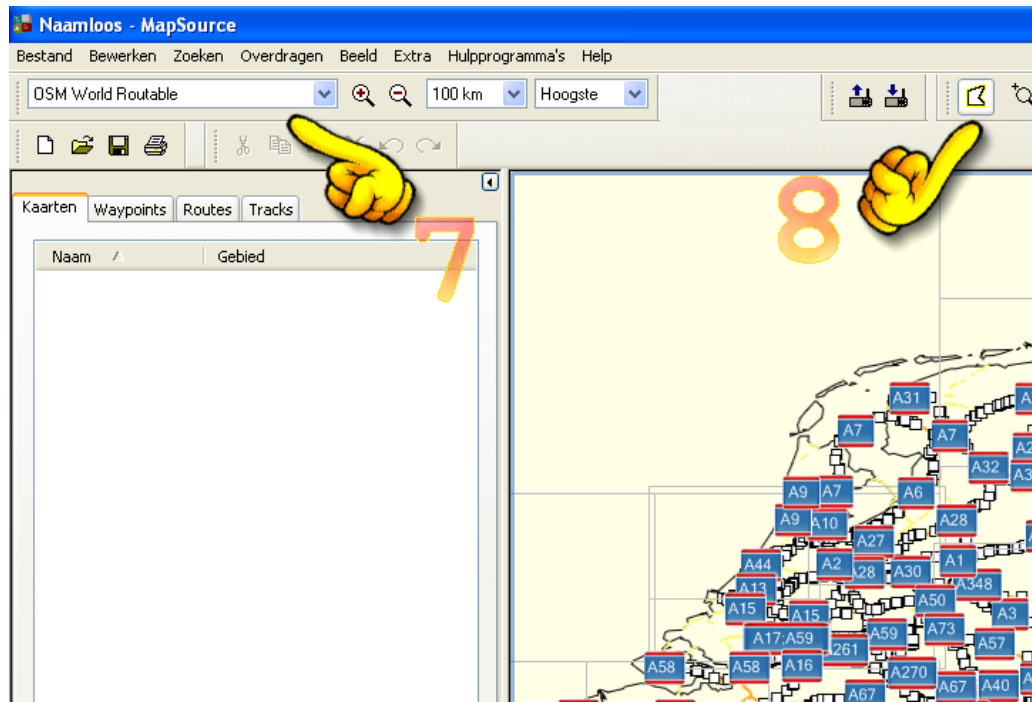 Naamloos - MapSource
Bestand Bewerken Zoeken Overdragen Beeld Extra Hulpprogramma's Help
OSM World Routable 100 km Hoogste
7
8
Kaarten Waypoints Routes Tracks
Naam Gebied
A31
A7 A7
A32
A9 A7 A6
A9 A10 A28
A27
A44 A2 A28 A30 A1
A13 A348
A15 A15 A50 A3
A17;A59 A261 A59 A73 A57
A58 A58 A16 A270
A67 A67 A40